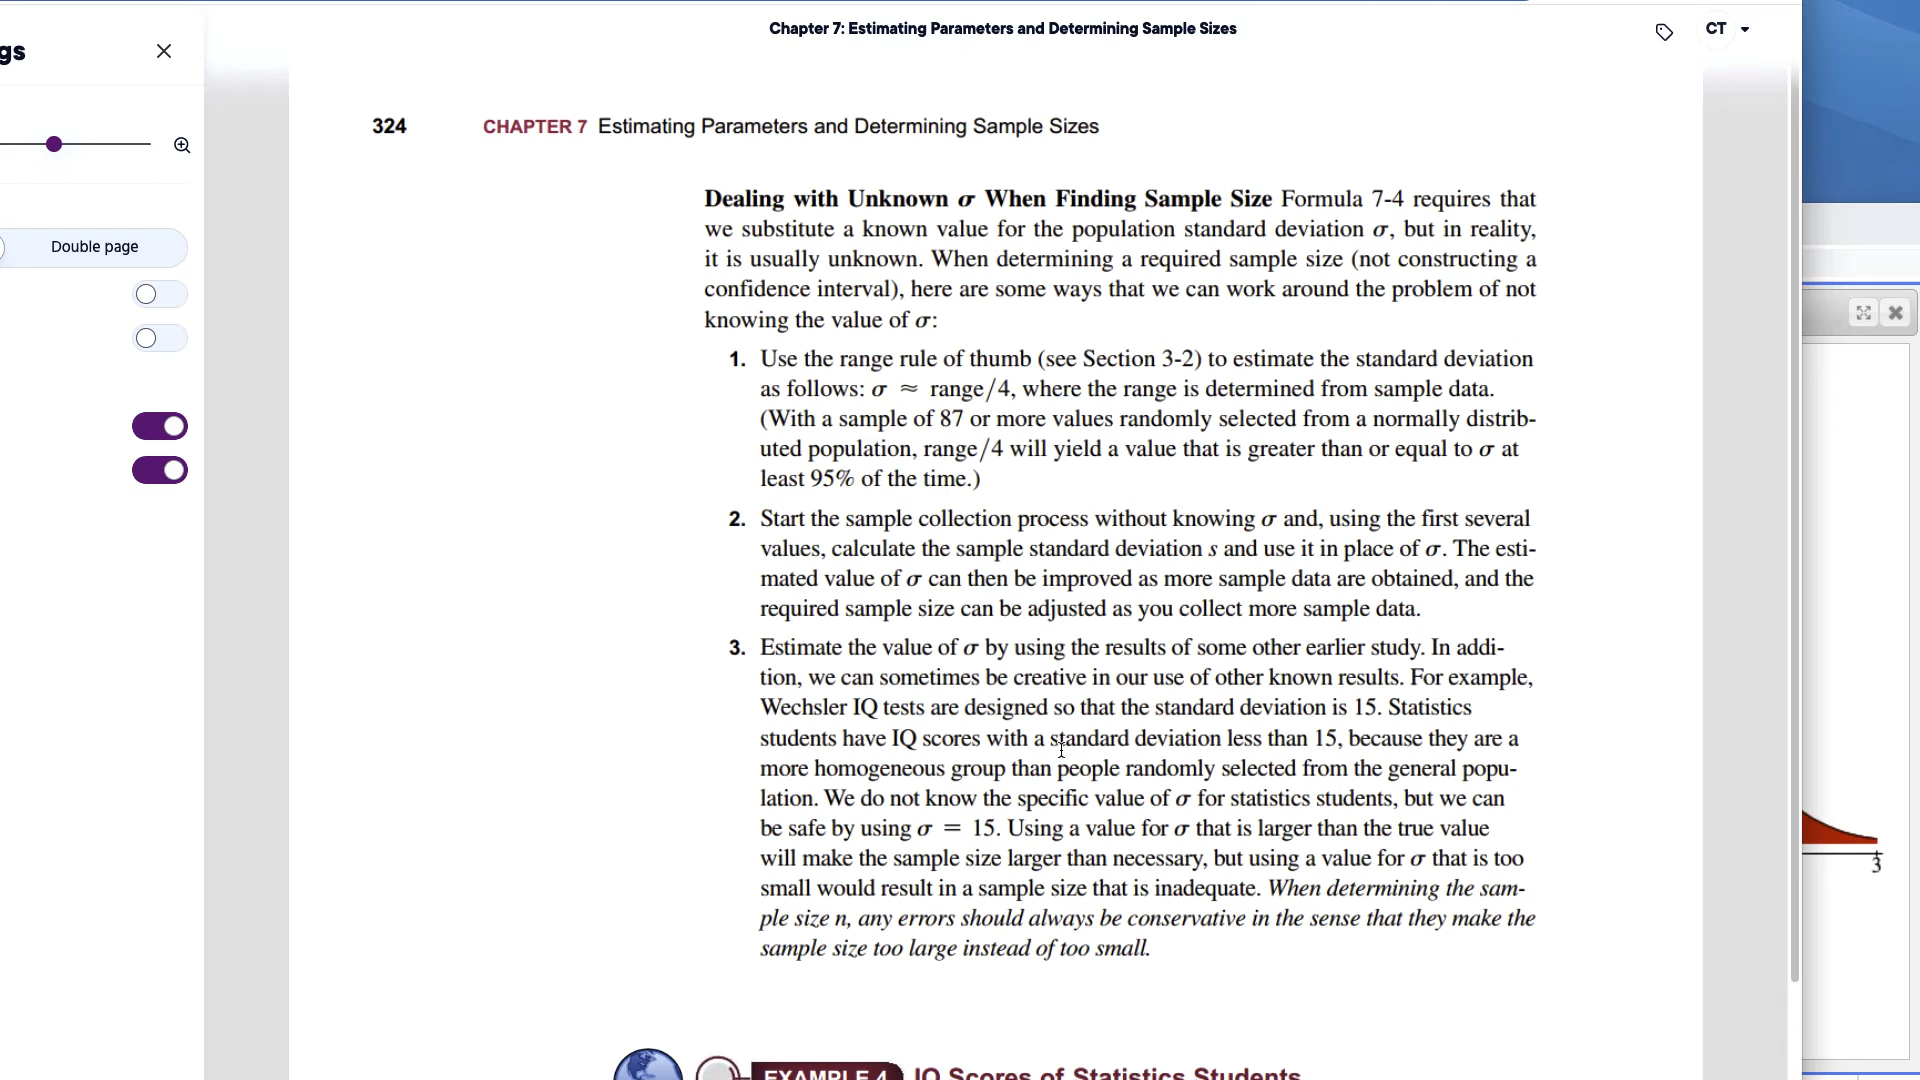 Chapter 7: Estimating Parameters and Determining Sample Sizes
CT
gs
Double page
324 CHAPTER 7 Estimating Parameters and Determining Sample Sizes
Dealing with Unknown σ When Finding Sample Size Formula 7-4 requires that
we substitute a known value for the population standard deviation σ, but in reality,
it is usually unknown. When determining a required sample size (not constructing a
confidence interval), here are some ways that we can work around the problem of not
knowing the value of σ:
1. Use the range rule of thumb (see Section 3-2) to estimate the standard deviation
as follows: σ ≈ range/4, where the range is determined from sample data.
(With a sample of 87 or more values randomly selected from a normally distrib-
uted population, range/4 will yield a value that is greater than or equal to σ at
least 95% of the time.)
2. Start the sample collection process without knowing σ and, using the first several
values, calculate the sample standard deviation s and use it in place of σ. The esti-
mated value of σ can then be improved as more sample data are obtained, and the
required sample size can be adjusted as you collect more sample data.
3. Estimate the value of σ by using the results of some other earlier study. In addi-
tion, we can sometimes be creative in our use of other known results. For example,
Wechsler IQ tests are designed so that the standard deviation is 15. Statistics
students have IQ scores with a standard deviation less than 15, because they are a
more homogeneous group than people randomly selected from the general popu-
lation. We do not know the specific value of σ for statistics students, but we can
be safe by using σ = 15. Using a value for σ that is larger than the true value
will make the sample size larger than necessary, but using a value for σ that is too
small would result in a sample size that is inadequate. When determining the sam-
ple size n, any errors should always be conservative in the sense that they make the
sample size too large instead of too small.
3
EXAMPLE 4 IQ Scores of Statistics Students